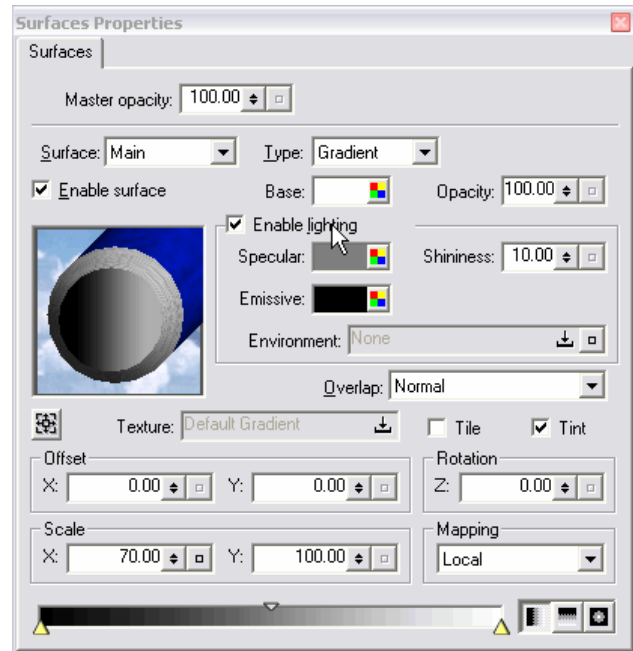 Surfaces Properties
Surfaces
Master opacity: 100.00
Surface: Main Type: Gradient
Enable surface Base: Opacity: 100.00
Enable lighting
Specular: Shininess: 10.00
Emissive:
Environment: None
Overlap: Normal
Texture: Default Gradient Tile Tint
Offset Rotation
X: 0.00 Y: 0.00 Z: 0.00
Scale Mapping
X: 70.00 Y: 100.00 Local